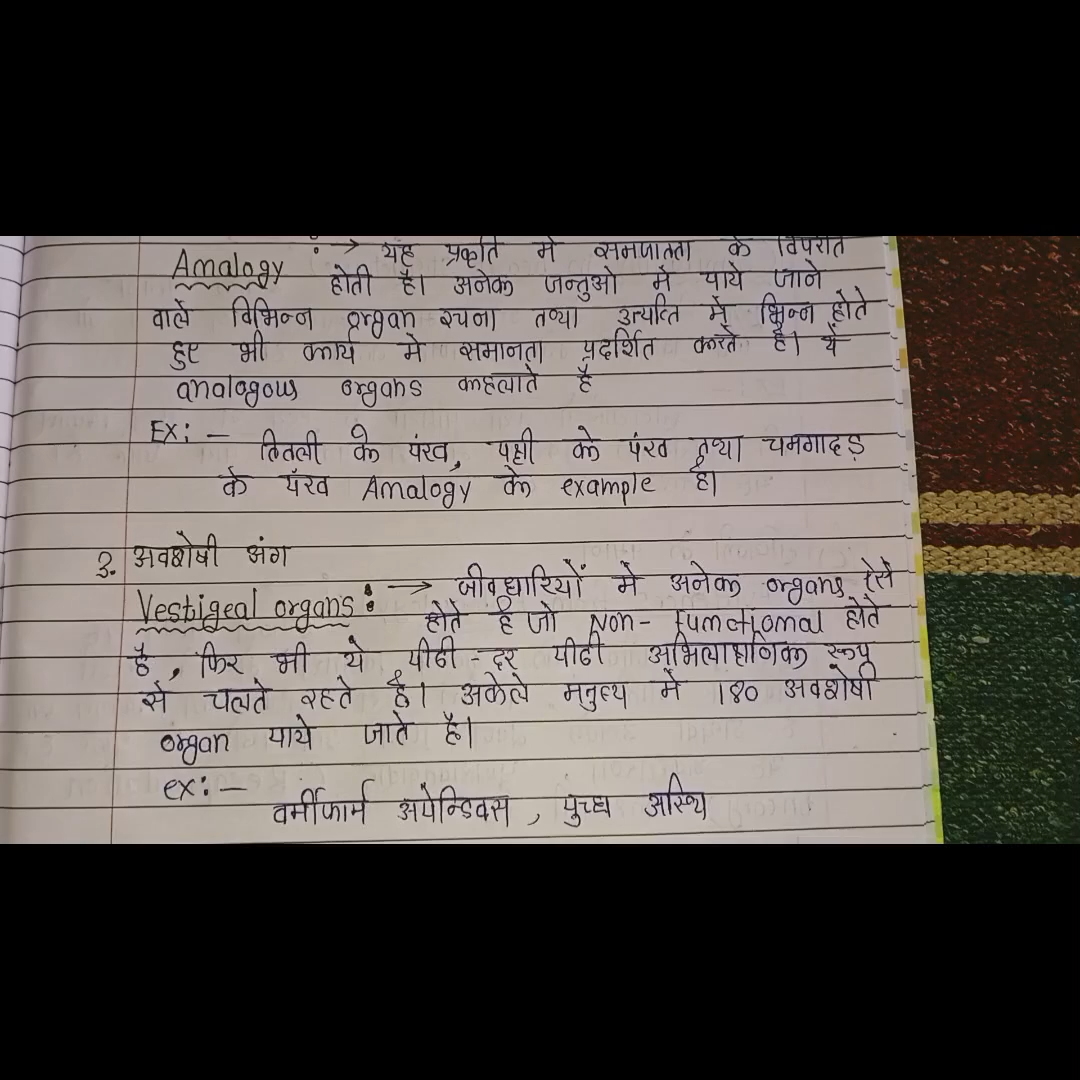 Analogy :→ यह प्रकृति मे समजातता के विपरीत
होती है। अनेक जन्तुओ मे पाये जाने
वाले विभिन्न organ रचना तथा उत्पत्ति में भिन्न होते
हुए भी कार्य मे समानता प्रदर्शित करते है। ये
analogous organs कहलाते है
Ex:- तितली के पंख, पक्षी के पंख तथा चमगादड़
के पंख Analogy के example है।
3. अवशेषी अंग
Vestigeal organs : → जीवधारियों मे अनेक organs ऐसे
होते है जो Non- functional होते
है, फिर भी ये पीढी-दर पीढी अभिलाक्षणिक रूप
से चलते रहते है। अकेले मनुष्य में 180 अवशेषी
organ पाये जाते है।
ex:-
वर्मीफार्म अपेन्डिक्स, पुच्छ अस्थि